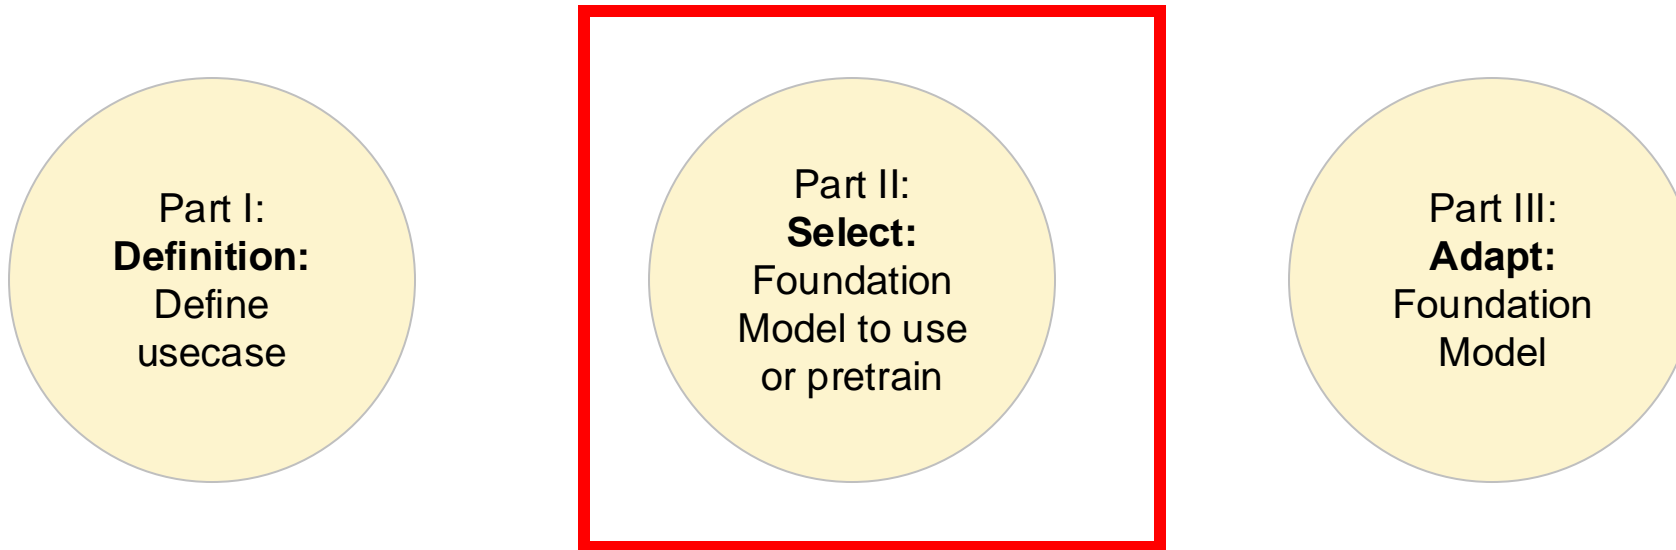 Part I:
Definition:
Define
usecase
Part II:
Select:
Foundation
Model to use
or pretrain
Part III:
Adapt:
Foundation
Model